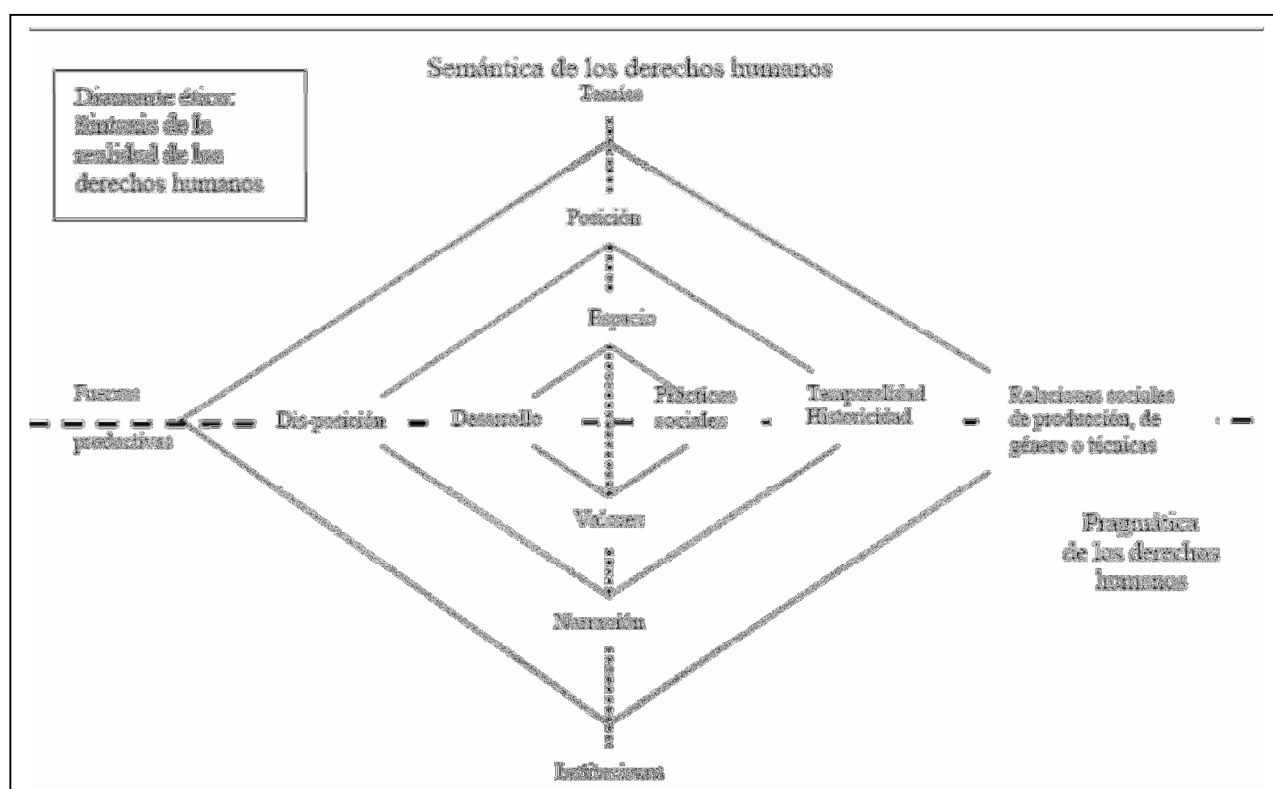 Semántica de los derechos humanos
Teorías
Diamante ético:
Sintaxis de la
realidad de los
derechos humanos
Posición
Espacio
Fuerzas
productivas
Dis-posición
Desarrollo
Prácticas
sociales
Temporalidad
Historicidad
Relaciones sociales
de producción, de
género o técnicas
Valores
Pragmática
de los derechos
humanos
Narración
Instituciones